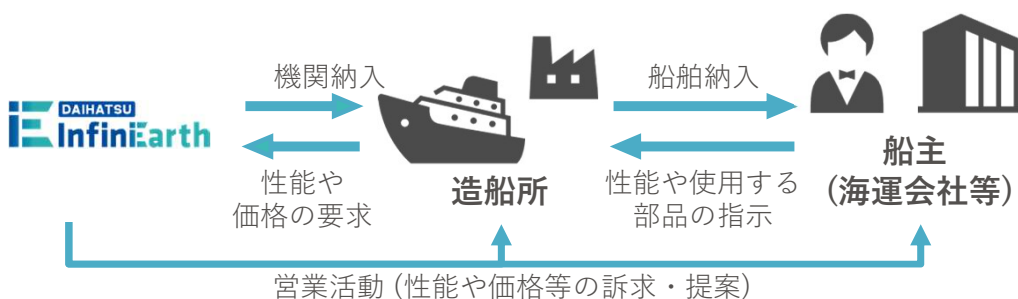 機関納入
船舶納入
DAIHATSU
InfinEarth
性能や
価格の要求
造船所
性能や使用する
部品の指示
船主
(海運会社等)
営業活動 (性能や価格等の訴求・提案)